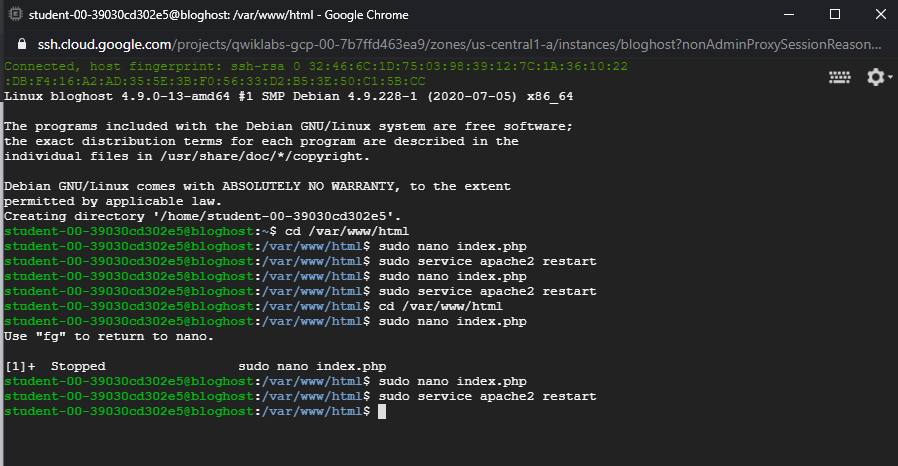 student-00-39030cd302e5@bloghost: /var/www/html - Google Chrome
ssh.cloud.google.com/projects/qwiklabs-gcp-00-7b7ffd463ea9/zones/us-central1-a/instances/bloghost?nonAdminProxySessionReason...
Connected, host fingerprint: ssh-rsa 0 32:46:6C:1D:75:03:98:39:12:7C:1A:36:10:22
:DB:F4:16:A2:AD:35:5E:3B:F0:56:33:D2:B5:3E:50:C1:5B:CC
Linux bloghost 4.9.0-13-amd64 #1 SMP Debian 4.9.228-1 (2020-07-05) x86_64
The programs included with the Debian GNU/Linux system are free software;
the exact distribution terms for each program are described in the
individual files in /usr/share/doc/*/copyright.
Debian GNU/Linux comes with ABSOLUTELY NO WARRANTY, to the extent
permitted by applicable law.
Creating directory '/home/student-00-39030cd302e5'.
student-00-39030cd302e5@bloghost:~$ cd /var/www/html
student-00-39030cd302e5@bloghost:/var/www/html$ sudo nano index.php
student-00-39030cd302e5@bloghost:/var/www/html$ sudo service apache2 restart
student-00-39030cd302e5@bloghost:/var/www/html$ sudo nano index.php
student-00-39030cd302e5@bloghost:/var/www/html$ sudo service apache2 restart
student-00-39030cd302e5@bloghost:/var/www/html$ cd /var/www/html
student-00-39030cd302e5@bloghost:/var/www/html$ sudo nano index.php
Use "fg" to return to nano.
[1]+  Stopped                 sudo nano index.php
student-00-39030cd302e5@bloghost:/var/www/html$ sudo nano index.php
student-00-39030cd302e5@bloghost:/var/www/html$ sudo service apache2 restart
student-00-39030cd302e5@bloghost:/var/www/html$